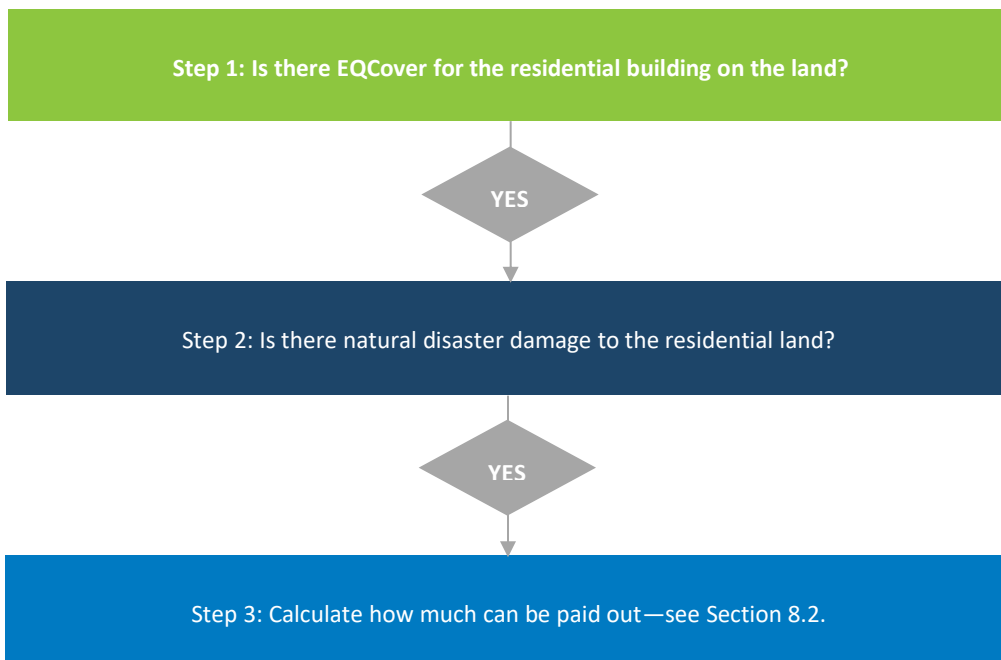 Step 1: Is there EQCover for the residential building on the land?
YES
Step 2: Is there natural disaster damage to the residential land?
YES
Step 3: Calculate how much can be paid out—see Section 8.2.